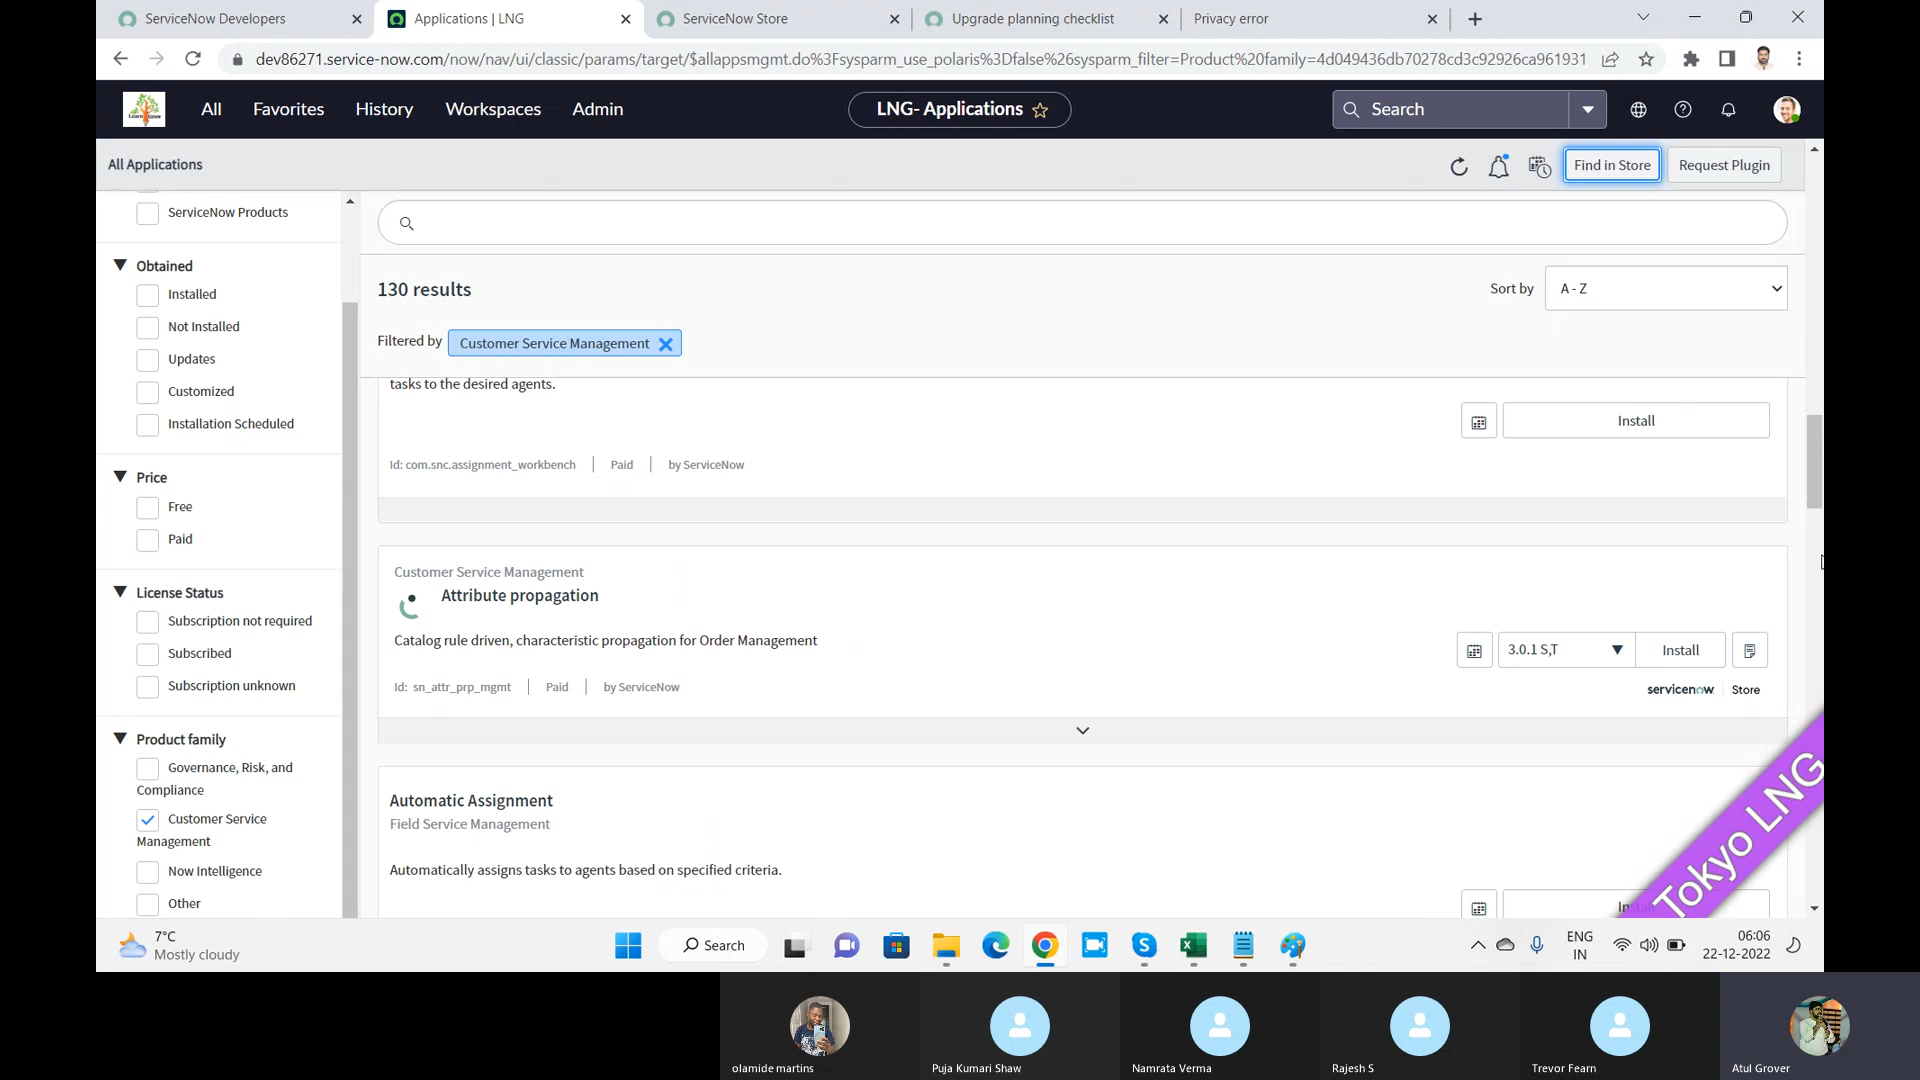 ServiceNow Developers
Applications | LNG
ServiceNow Store
Upgrade planning checklist
Privacy error
dev86271.service-now.com/now/nav/ui/classic/params/target/$allappsmgmt.do%3Fsysparm_use_polaris%3Dfalse%26sysparm_filter=Product%20family=4d049436db70278cd3c92926ca961931
All
Favorites
History
Workspaces
Admin
LNG- Applications
Search
All Applications
Find in Store
Request Plugin
ServiceNow Products
Obtained
Installed
Not Installed
Updates
Customized
Installation Scheduled
Price
Free
Paid
License Status
Subscription not required
Subscribed
Subscription unknown
Product family
Governance, Risk, and
Compliance
Customer Service
Management
Now Intelligence
Other
130 results
Sort by
A - Z
Filtered by
Customer Service Management
tasks to the desired agents.
Install
Id: com.snc.assignment_workbench
Paid
by ServiceNow
Customer Service Management
Attribute propagation
Catalog rule driven, characteristic propagation for Order Management
3.0.1 S,T
Install
Id: sn_attr_prp_mgmt
Paid
by ServiceNow
servicenow
Store
Automatic Assignment
Field Service Management
Automatically assigns tasks to agents based on specified criteria.
Install
Tokyo LNG
7°C
Mostly cloudy
Search
ENG
IN
06:06
22-12-2022
olamide martins
Puja Kumari Shaw
Namrata Verma
Rajesh S
Trevor Fearn
Atul Grover